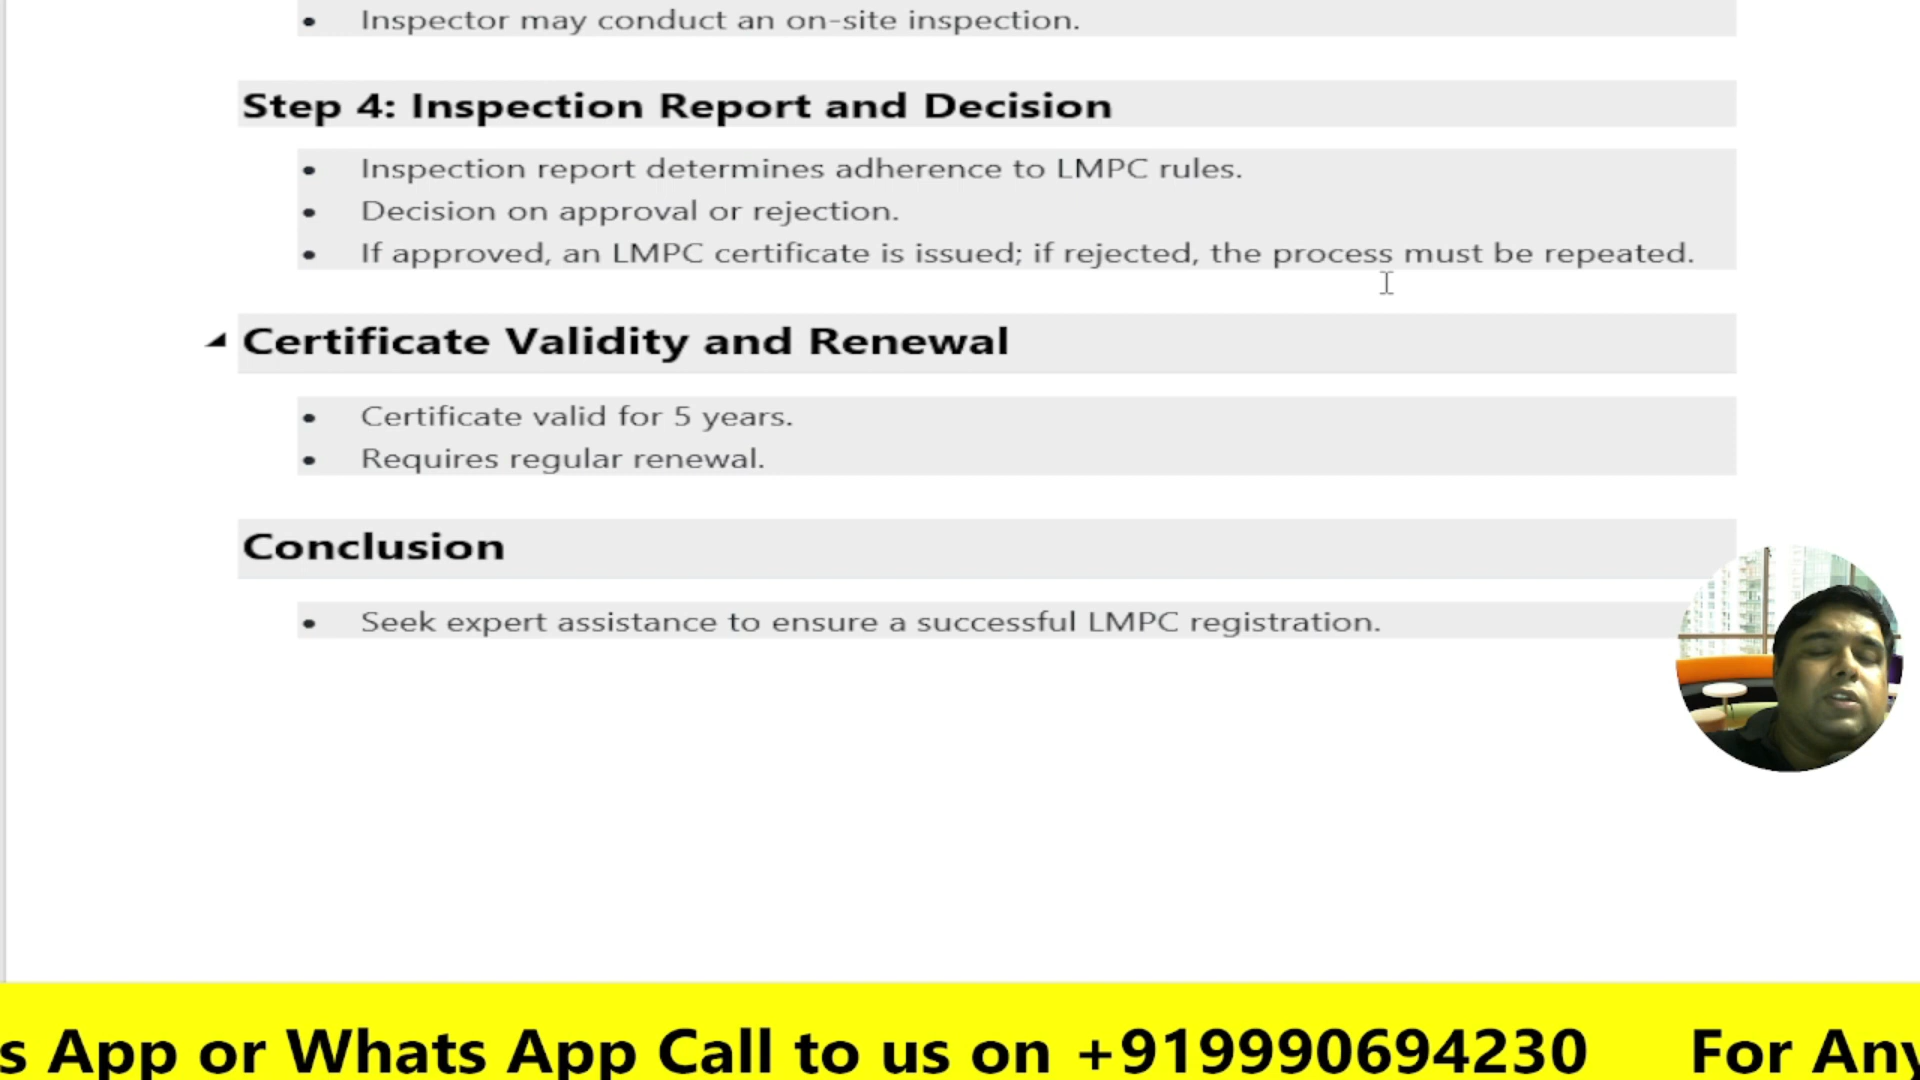 Inspector may conduct an on-site inspection.
Step 4: Inspection Report and Decision
Inspection report determines adherence to LMPC rules.
Decision on approval or rejection.
If approved, an LMPC certificate is issued; if rejected, the process must be repeated.
Certificate Validity and Renewal
Certificate valid for 5 years.
Requires regular renewal.
Conclusion
Seek expert assistance to ensure a successful LMPC registration.
s App or Whats App Call to us on +919990694230 For Any